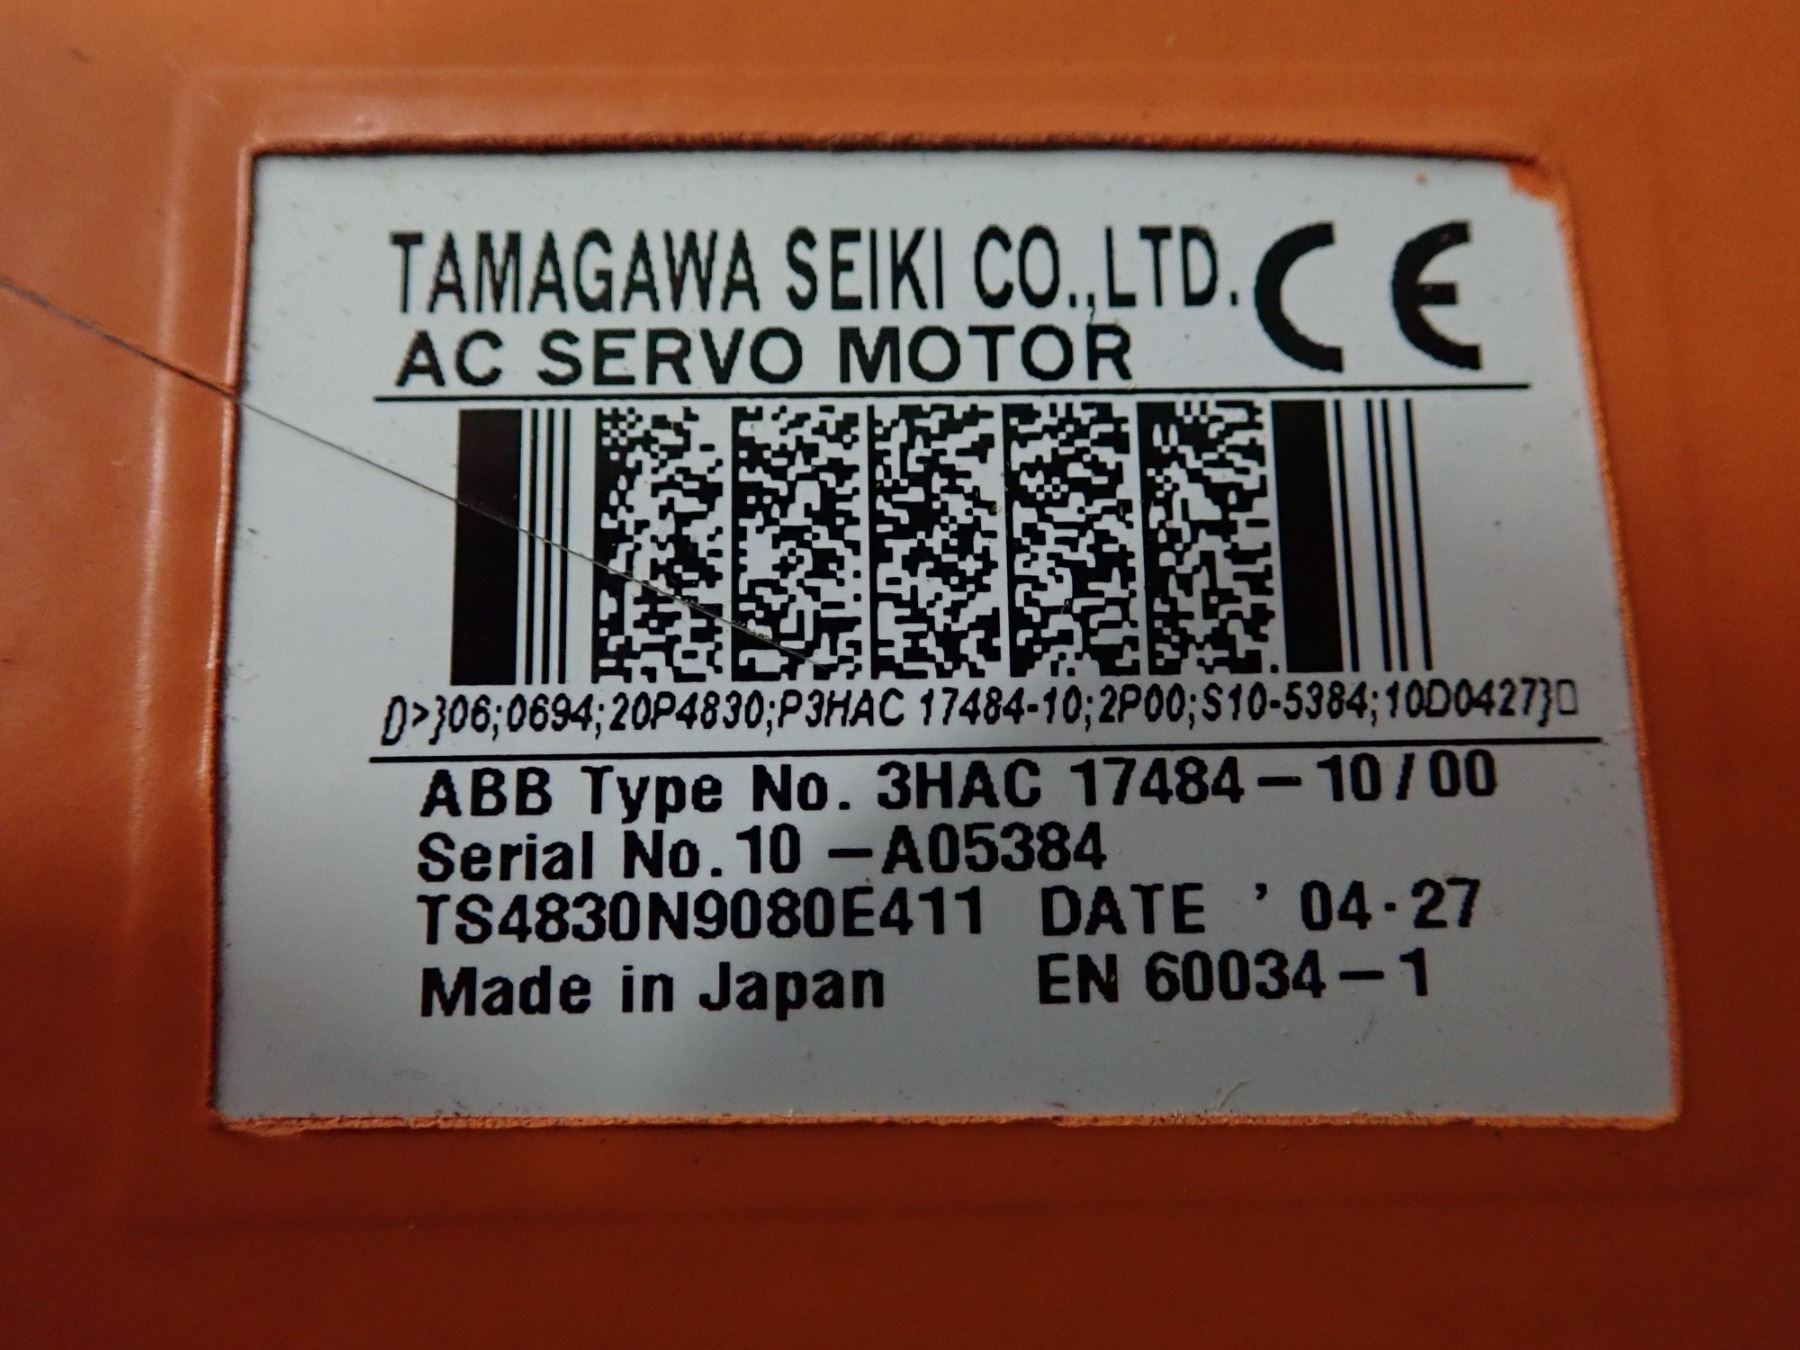 TAMAGAWA SEIKI CO.,LTD. CE
AC SERVO MOTOR
[)>}06;0694;20P4830;P3HAC 17484-10;2P00;S10-5384;10D0427}□
ABB Type No. 3HAC 17484-10/00
Serial No. 10 -A05384
TS4830N9080E411 DATE '04·27
Made in Japan EN 60034-1